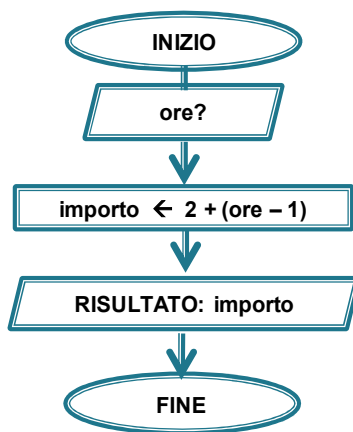 INIZIO
ore?
importo ← 2 + (ore – 1)
RISULTATO: importo
FINE